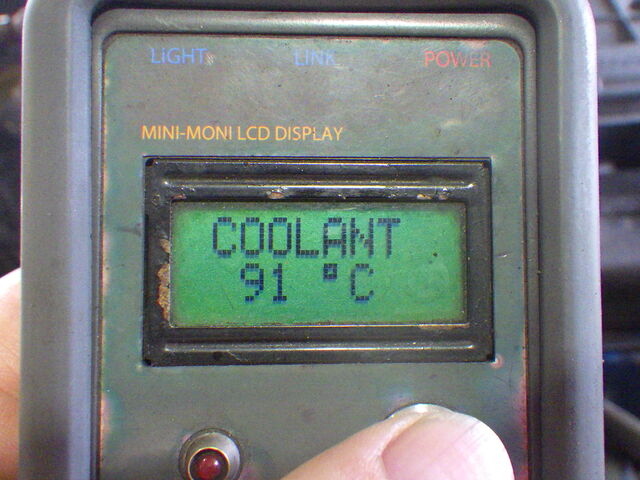 LiGHT LINK POWER
MINI-MONI LCD DISPLAY
COOLANT
91 °C